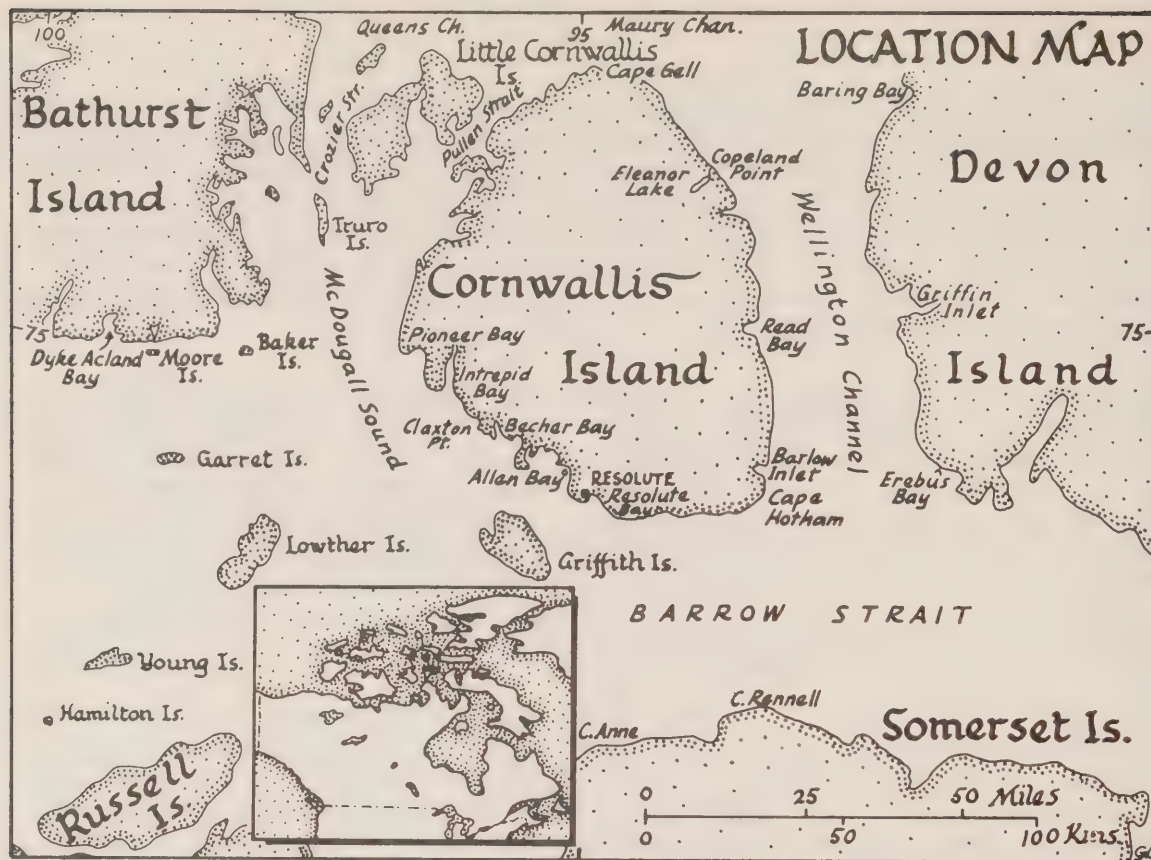 100
Queens Ch.
95
Maury Chan.
LOCATION MAP
Little Cornwallis
Is.
Cape Gell
Baring Bay
Bathurst
Island
Crozier Str.
Pullen Strait
Copeland
Point
Eleanor
Lake
Devon
Island
Truro
Is.
Wellington Channel
McDougall Sound
Cornwallis
Island
Griffin
Inlet
75
Dyke Acland
Bay
Moore
Is.
Baker
Is.
Pioneer Bay
Read
Bay
75
Intrepid
Bay
Claxton
Pt.
Becher Bay
Garret Is.
Allen Bay
RESOLUTE
Resolute
Bay
Barlow
Inlet
Cape
Hotham
Erebus
Bay
Lowther Is.
Griffith Is.
BARROW STRAIT
Young Is.
Hamilton Is.
C. Rennell
C. Anne
Somerset Is.
Russell
Is.
0 25 50 Miles
0 50 100 Kms.